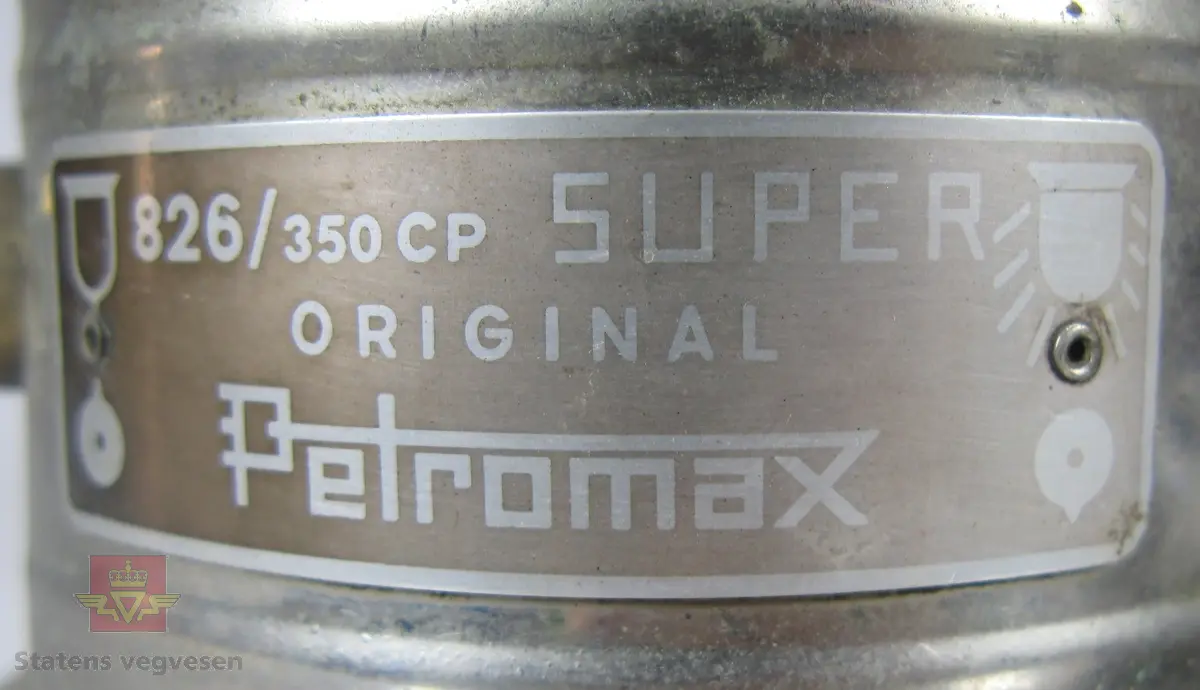 826/350 CP SUPER
ORIGINAL
Petromax
Statens vegvesen